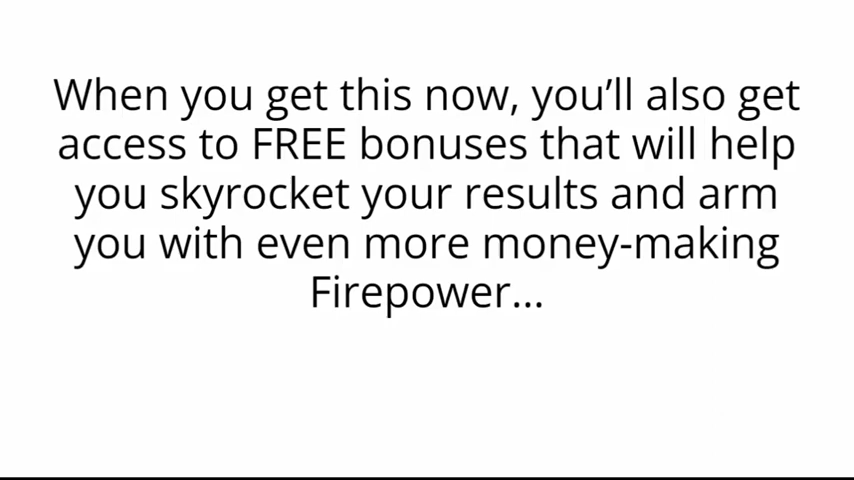 When you get this now, you’ll also get
access to FREE bonuses that will help
you skyrocket your results and arm
you with even more money-making
Firepower...